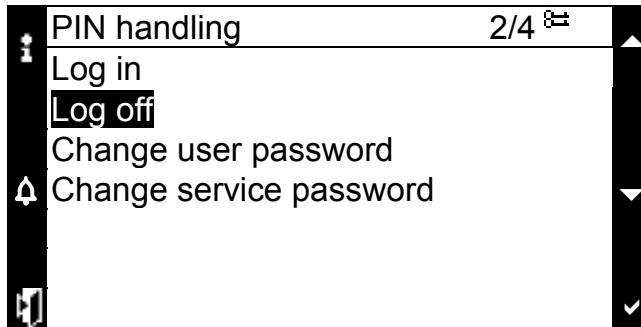 PIN handling 2/4
Log in
Log off
Change user password
Change service password